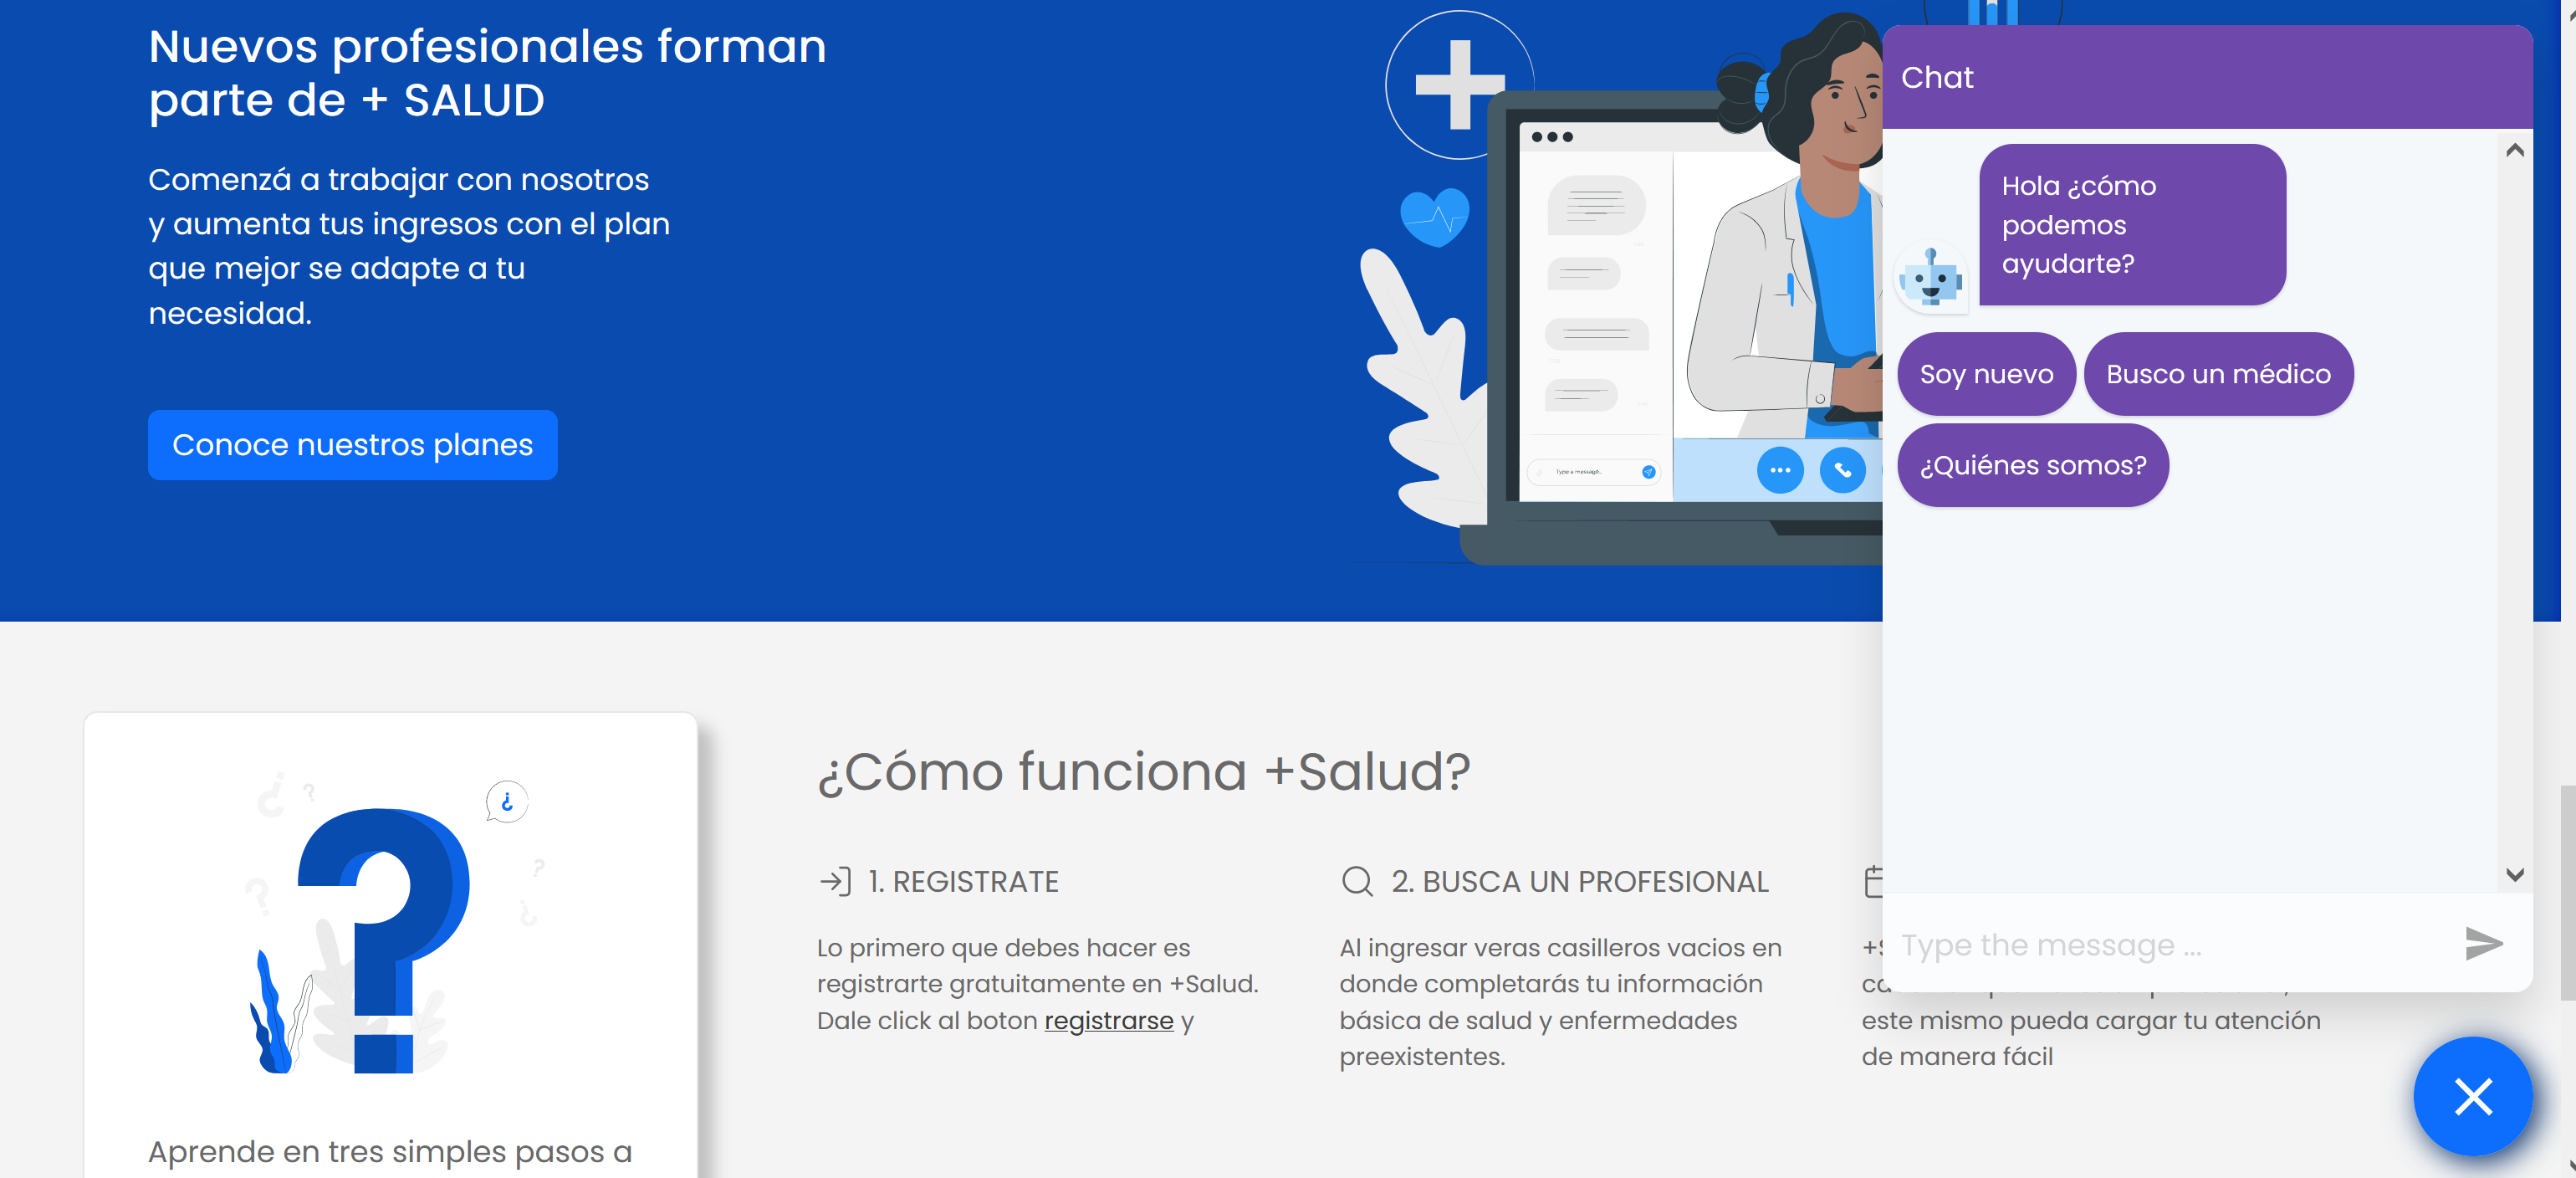 Nuevos profesionales forman
parte de + SALUD
Comenzá a trabajar con nosotros
y aumenta tus ingresos con el plan
que mejor se adapte a tu
necesidad.
Conoce nuestros planes
Type a message..
Chat
Hola ¿cómo
podemos
ayudarte?
Soy nuevo
Busco un médico
¿Quiénes somos?
Type the message ...
Aprende en tres simples pasos a
¿Cómo funciona +Salud?
1. REGISTRATE
Lo primero que debes hacer es
registrarte gratuitamente en +Salud.
Dale click al boton registrarse y
2. BUSCA UN PROFESIONAL
Al ingresar veras casilleros vacios en
donde completarás tu información
básica de salud y enfermedades
preexistentes.
este mismo pueda cargar tu atención
de manera fácil